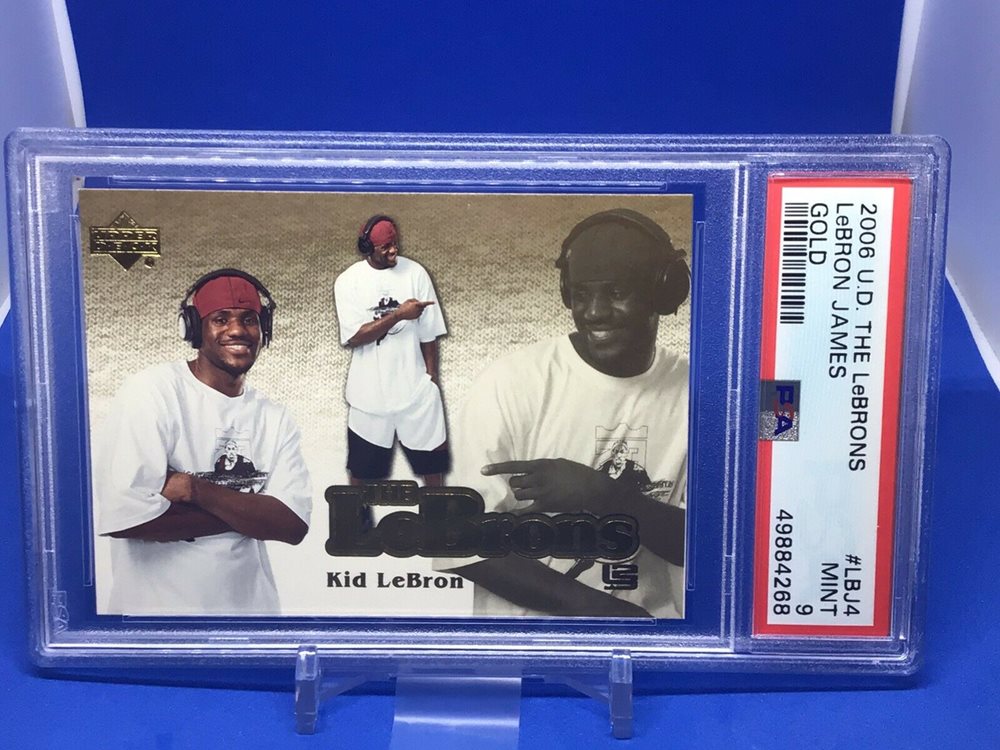 UPPER DECK
THE
LeBrons
Kid LeBron
2006 U.D. THE LeBRONS #LBJ4
LeBRON JAMES MINT
GOLD 9
49884268
PSA